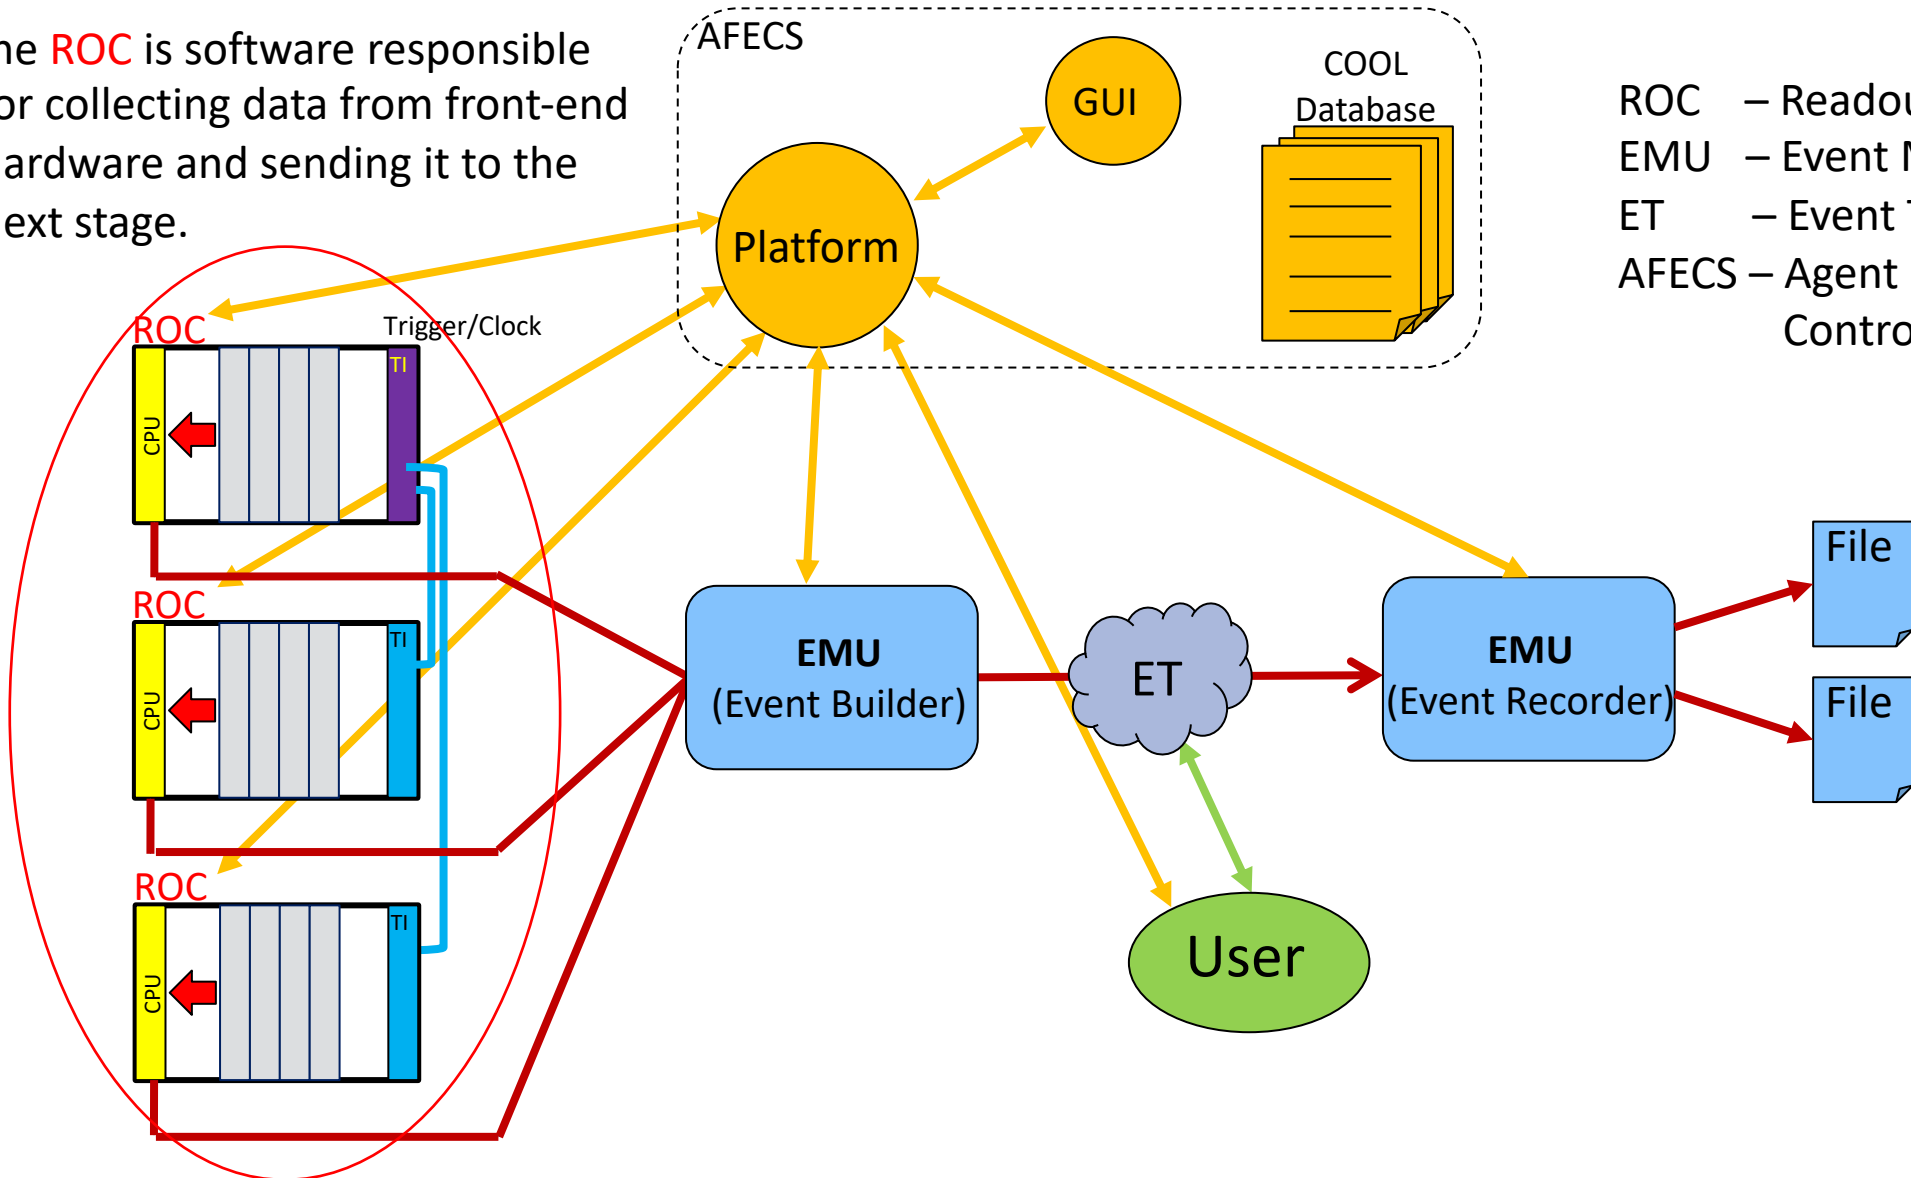 ne ROC is software responsible
or collecting data from front-end
ardware and sending it to the
ext stage.
AFECS
GUI
COOL
Database
Platform
ROC – Readou
EMU – Event
ET – Event
AFECS – Agent
Contro
Trigger/Clock
ROC
TI
CPU
ROC
TI
CPU
ROC
TI
CPU
EMU
(Event Builder)
ET
EMU
(Event Recorder)
File
File
User